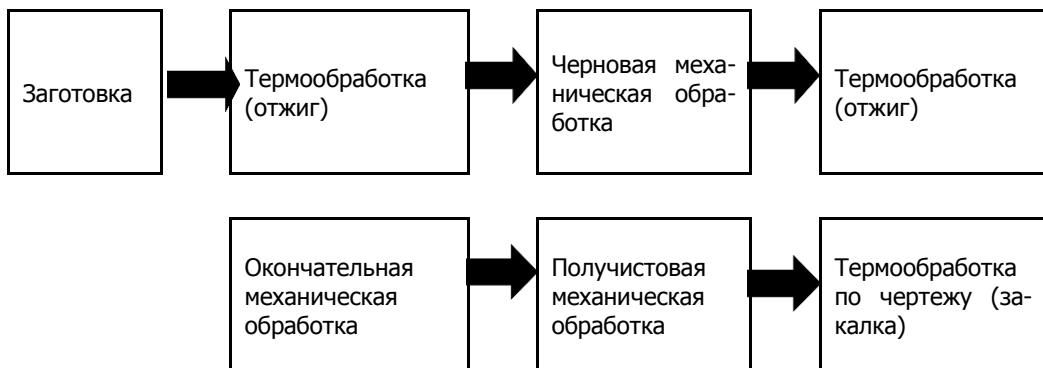 Заготовка
Термообработка
(отжиг)
Черновая меха-
ническая обра-
ботка
Термообработка
(отжиг)
Окончательная
механическая
обработка
Получистовая
механическая
обработка
Термообработка
по чертежу (за-
калка)